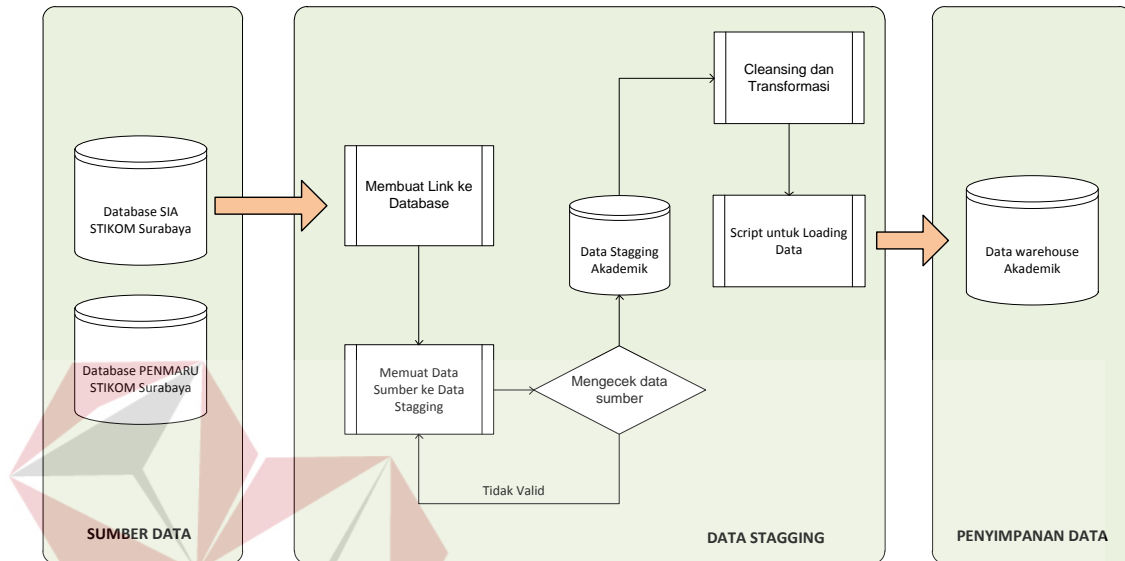 Database SIA
STIKOM Surabaya
Database PENMARU
STIKOM Surabaya
SUMBER DATA
Membuat Link ke
Database
Memuat Data
Sumber ke Data
Stagging
Mengecek data
sumber
Tidak Valid
Data Stagging
Akademik
Cleansing dan
Transformasi
Script untuk Loading
Data
DATA STAGGING
Data warehouse
Akademik
PENYIMPANAN DATA